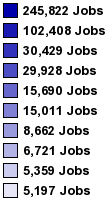 245,822 Jobs
102,408 Jobs
30,429 Jobs
29,928 Jobs
15,690 Jobs
15,011 Jobs
8,662 Jobs
6,721 Jobs
5,359 Jobs
5,197 Jobs